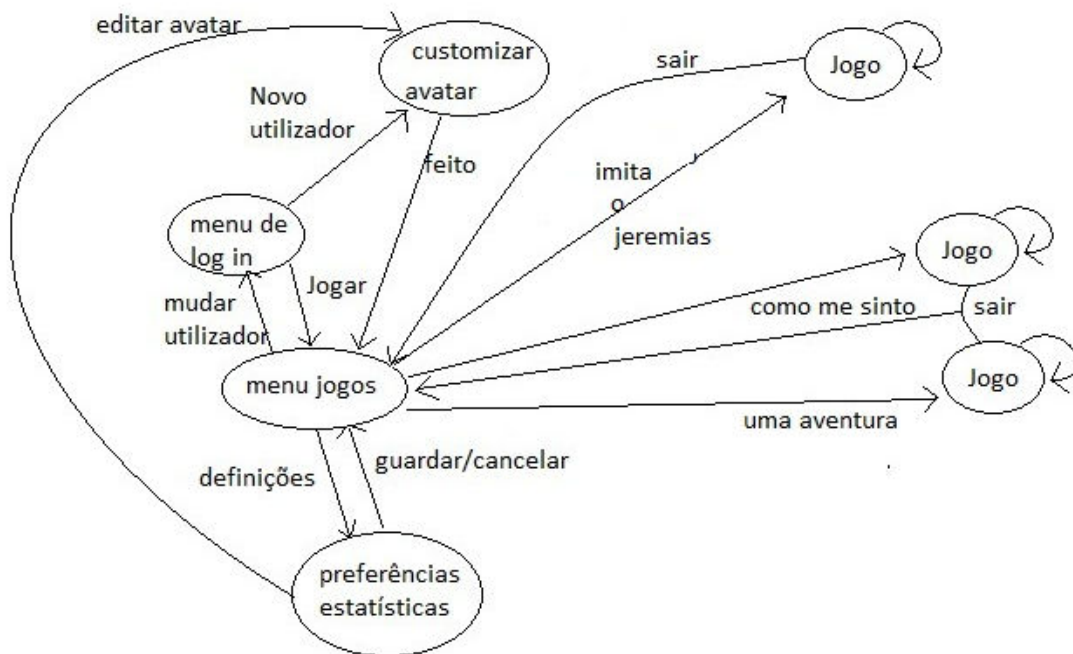 editar avatar
customizar
avatar
sair
Jogo
Novo
utilizador
feito
imita
o
jeremias
menu de
log in
Jogar
mudar
utilizador
Jogo
como me sinto
sair
menu jogos
Jogo
uma aventura
definições
guardar/cancelar
preferências
estatísticas